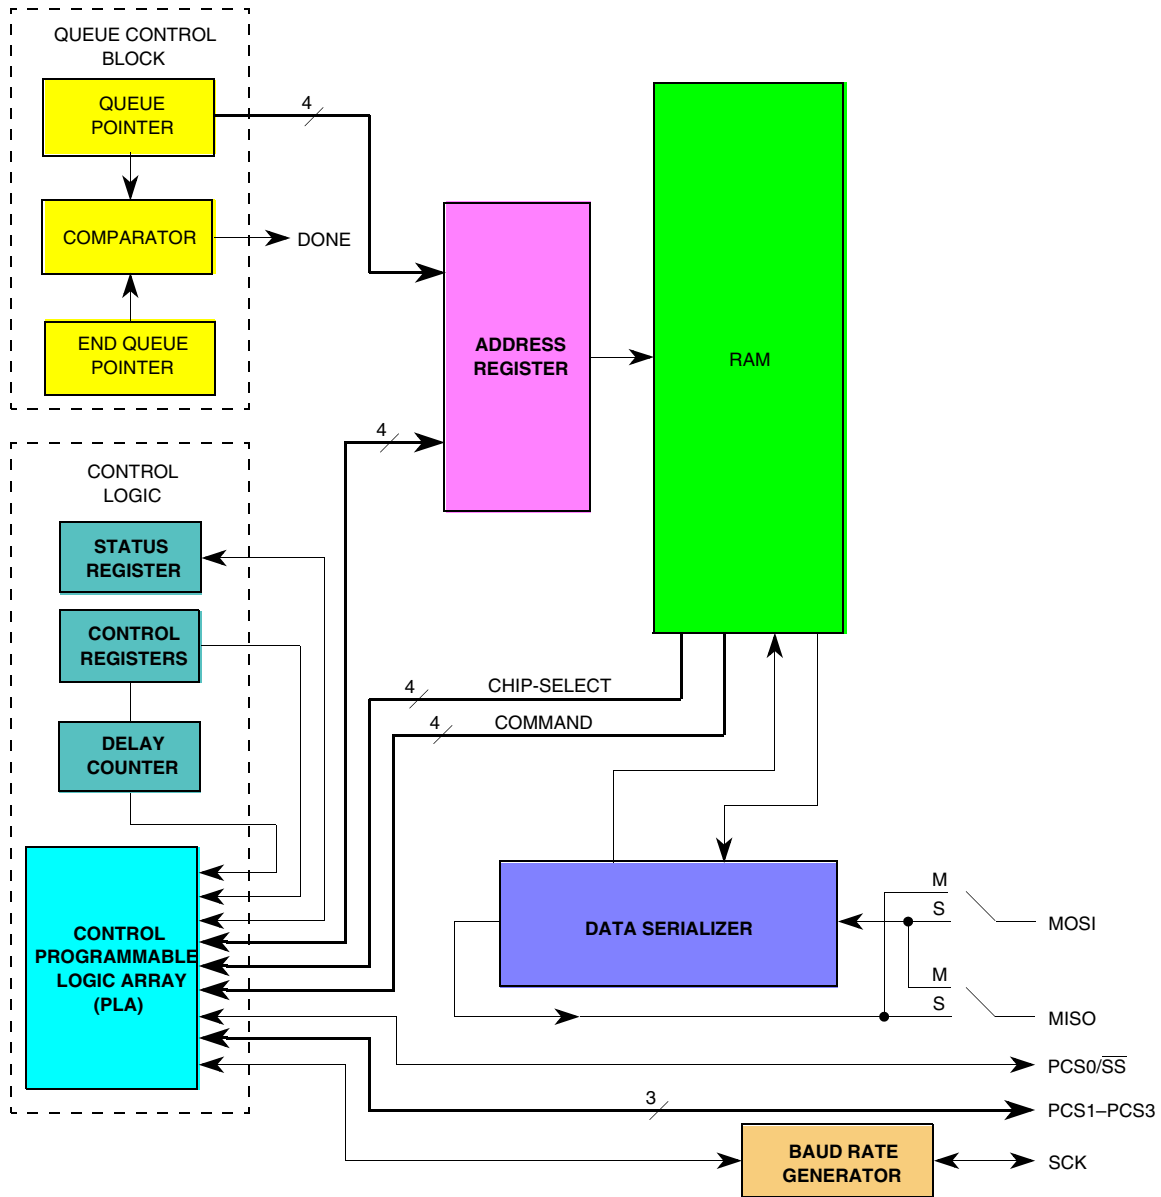 QUEUE CONTROL
BLOCK
QUEUE
POINTER
4
COMPARATOR
DONE
END QUEUE
POINTER
ADDRESS
REGISTER
RAM
4
CONTROL
LOGIC
STATUS
REGISTER
CONTROL
REGISTERS
4
CHIP-SELECT
4
COMMAND
DELAY
COUNTER
CONTROL
PROGRAMMABLE
LOGIC ARRAY
(PLA)
DATA SERIALIZER
M
S
MOSI
M
S
MISO
PCS0/S̅S̅
3
PCS1–PCS3
BAUD RATE
GENERATOR
SCK